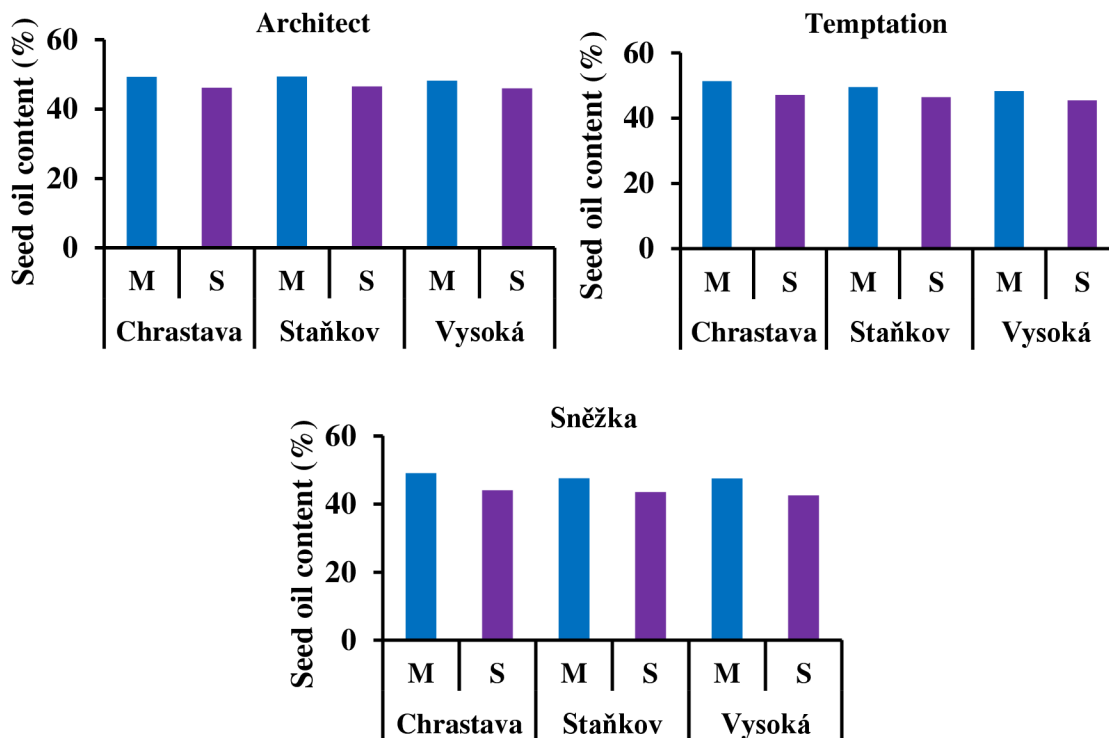 Architect
Seed oil content (%)
60
40
20
0
M S M S M S
Chrastava Staňkov Vysoká
Temptation
Seed oil content (%)
60
40
20
0
M S M S M S
Chrastava Staňkov Vysoká
Sněžka
Seed oil content (%)
60
40
20
0
M S M S M S
Chrastava Staňkov Vysoká